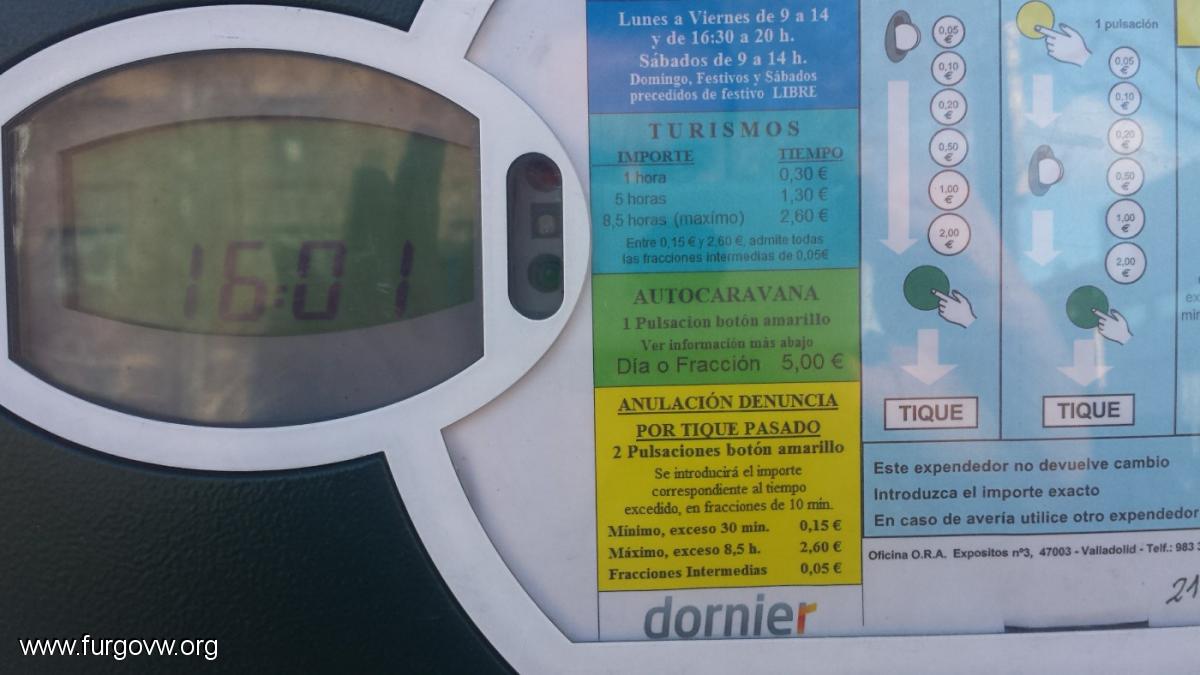 16:01
Lunes a Viernes de 9 a 14
y de 16:30 a 20 h.
Sábados de 9 a 14 h.
Domingo, Festivos y Sábados
precedidos de festivo LIBRE
TURISMOS
IMPORTE TIEMPO
1 hora 0,30 €
5 horas 1,30 €
8,5 horas (maxímo) 2,60 €
Entre 0,15 € y 2,60 €, admite todas
las fracciones intermedias de 0,05€
AUTOCARAVANA
1 Pulsacion botón amarillo
Ver información más abajo
Día o Fracción 5,00 €
ANULACIÓN DENUNCIA
POR TIQUE PASADO
2 Pulsaciones botón amarillo
Se introducirá el importe
correspondiente al tiempo
excedido, en fracciones de 10 min.
Mínimo, exceso 30 min. 0,15 €
Máximo, exceso 8,5 h. 2,60 €
Fracciones Intermedias 0,05 €
dornier
0,05 €
0,10 €
0,20 €
0,50 €
1,00 €
2,00 €
TIQUE
1 pulsación
0,05 €
0,10 €
0,20 €
0,50 €
1,00 €
2,00 €
TIQUE
Este expendedor no devuelve cambio
Introduzca el importe exacto
En caso de avería utilice otro expendedor
Oficina O.R.A. Expositos nº3, 47003 - Valladolid - Telf.: 983
21
www.furgovw.org